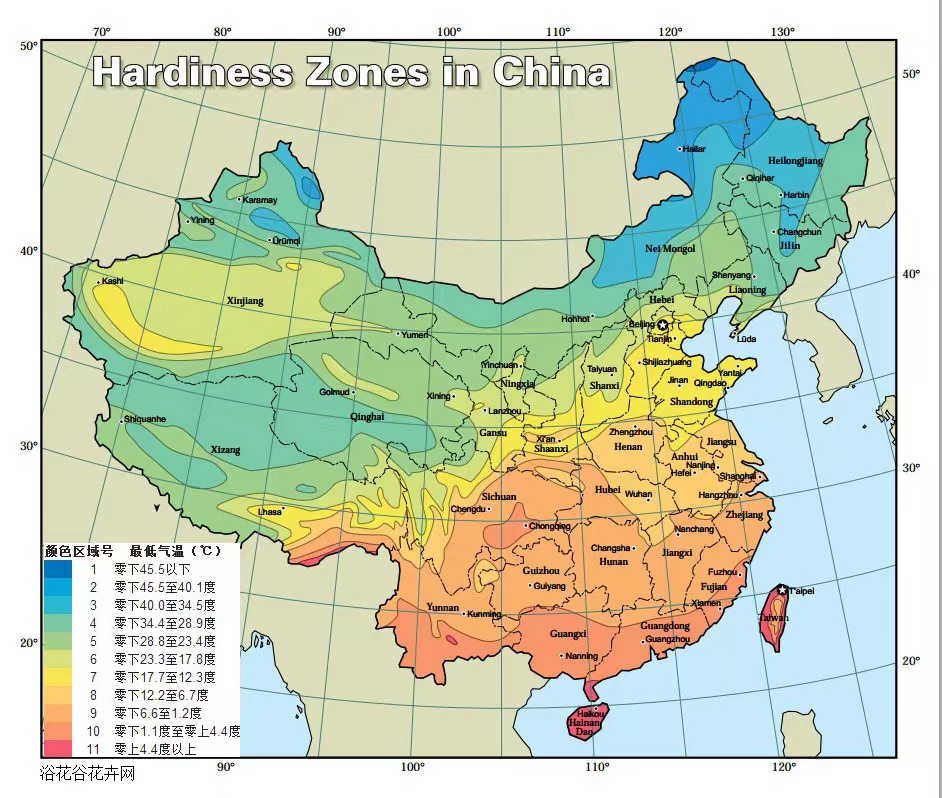 70° 80° 90° 100° 110° 120° 130°
50°
50°
Hardiness Zones in China
Hailar
Heilongjiang
Qiqihar
Harbin
Karamay
Yining
Ürümqi
Changchun
Jilin
Nei Mongol
40°
40°
Shenyang
Kashi
Liaoning
Xinjiang
Hebei
Hohhot
Beijing
Yumen
Tianjin
Lüda
Yinchuan
Taiyuan
Shijiazhuang
Yantai
Ningxia
Shanxi
Jinan
Qingdao
Golmud
Xining
Shandong
Lanzhou
Shiquanhe
Qinghai
Gansu
Zhengzhou
Xi'an
Henan
Jiangsu
30°
Xizang
Shaanxi
Anhui
Nanjing
30°
Hefei
Shanghai
Sichuan
Hubei
Wuhan
Hangzhou
Lhasa
Chengdu
Zhejiang
Chongqing
Nanchang
颜色区域号 最低气温（℃）
Changsha
Jiangxi
Hunan
1 零下45.5以下
Guizhou
Fuzhou
2 零下45.5至40.1度
Guiyang
Fujian
T'aipei
3 零下40.0至34.5度
Yunnan
Kunming
Xiamen
4 零下34.4至28.9度
Taiwan
Guangdong
Guangxi
Guangzhou
5 零下28.8至23,4度
20°
Nanning
20°
6 零下23.3至17.8度
7 零下17.7至12.3度
8 零下12.2至6.7度
9 零下6.6至1.2度
Haikou
Hainan
Dao
10 零下1.1度至零上4.4度
11 零上4.4度以上
90° 100° 110° 120°
浴花谷花卉网